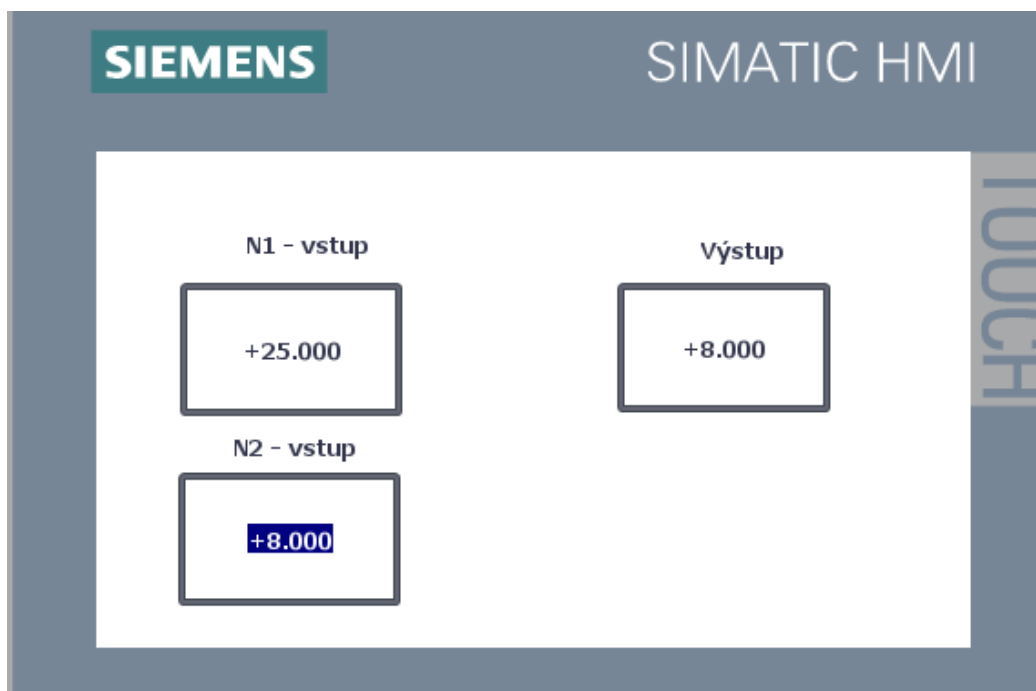 SIEMENS
SIMATIC HMI
TOUCH
N1 - vstup
Výstup
+25.000
+8.000
N2 - vstup
+8.000